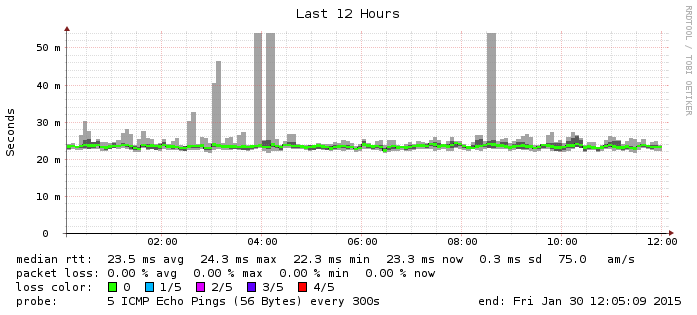 Last 12 Hours
RRDTOOL / TOBI OETIKER
Seconds
50 m
40 m
30 m
20 m
10 m
0
02:00 04:00 06:00 08:00 10:00 12:00
median rtt: 23.5 ms avg 24.3 ms max 22.3 ms min 23.3 ms now 0.3 ms sd 75.0 am/s
packet loss: 0.00 % avg 0.00 % max 0.00 % min 0.00 % now
loss color: 0 1/5 2/5 3/5 4/5
probe: 5 ICMP Echo Pings (56 Bytes) every 300s end: Fri Jan 30 12:05:09 2015